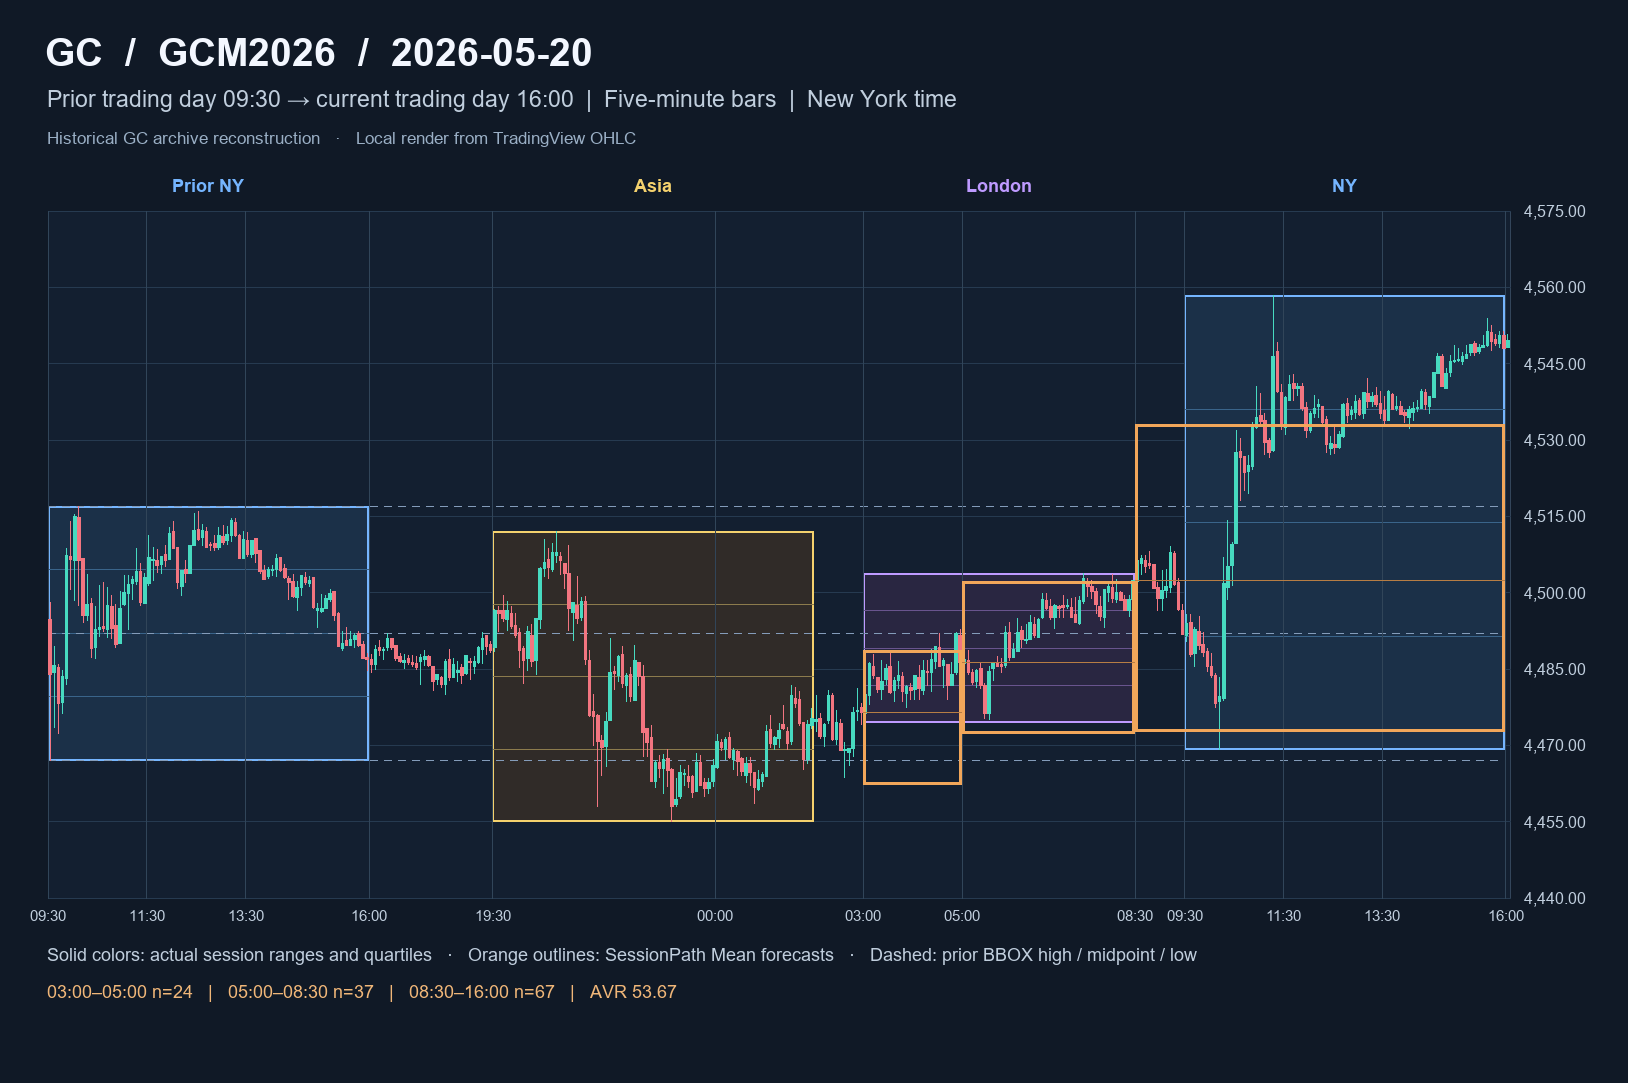 GC / GCM2026 / 2026-05-20
Prior trading day 09:30 → current trading day 16:00 | Five-minute bars | New York time
Historical GC archive reconstruction · Local render from TradingView OHLC
Prior NY Asia London NY
4,575.00
4,560.00
4,545.00
4,530.00
4,515.00
4,500.00
4,485.00
4,470.00
4,455.00
4,440.00
09:30 11:30 13:30 16:00 19:30 00:00 03:00 05:00 08:30 09:30 11:30 13:30 16:00
Solid colors: actual session ranges and quartiles · Orange outlines: SessionPath Mean forecasts · Dashed: prior BBOX high / midpoint / low
03:00–05:00 n=24 | 05:00–08:30 n=37 | 08:30–16:00 n=67 | AVR 53.67